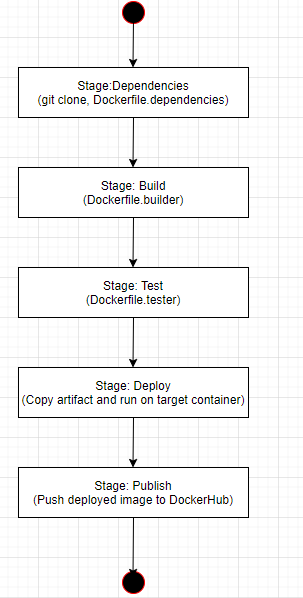 Stage:Dependencies
(git clone, Dockerfile.dependencies)
Stage: Build
(Dockerfile.builder)
Stage: Test
(Dockerfile.tester)
Stage: Deploy
(Copy artifact and run on target container)
Stage: Publish
(Push deployed image to DockerHub)